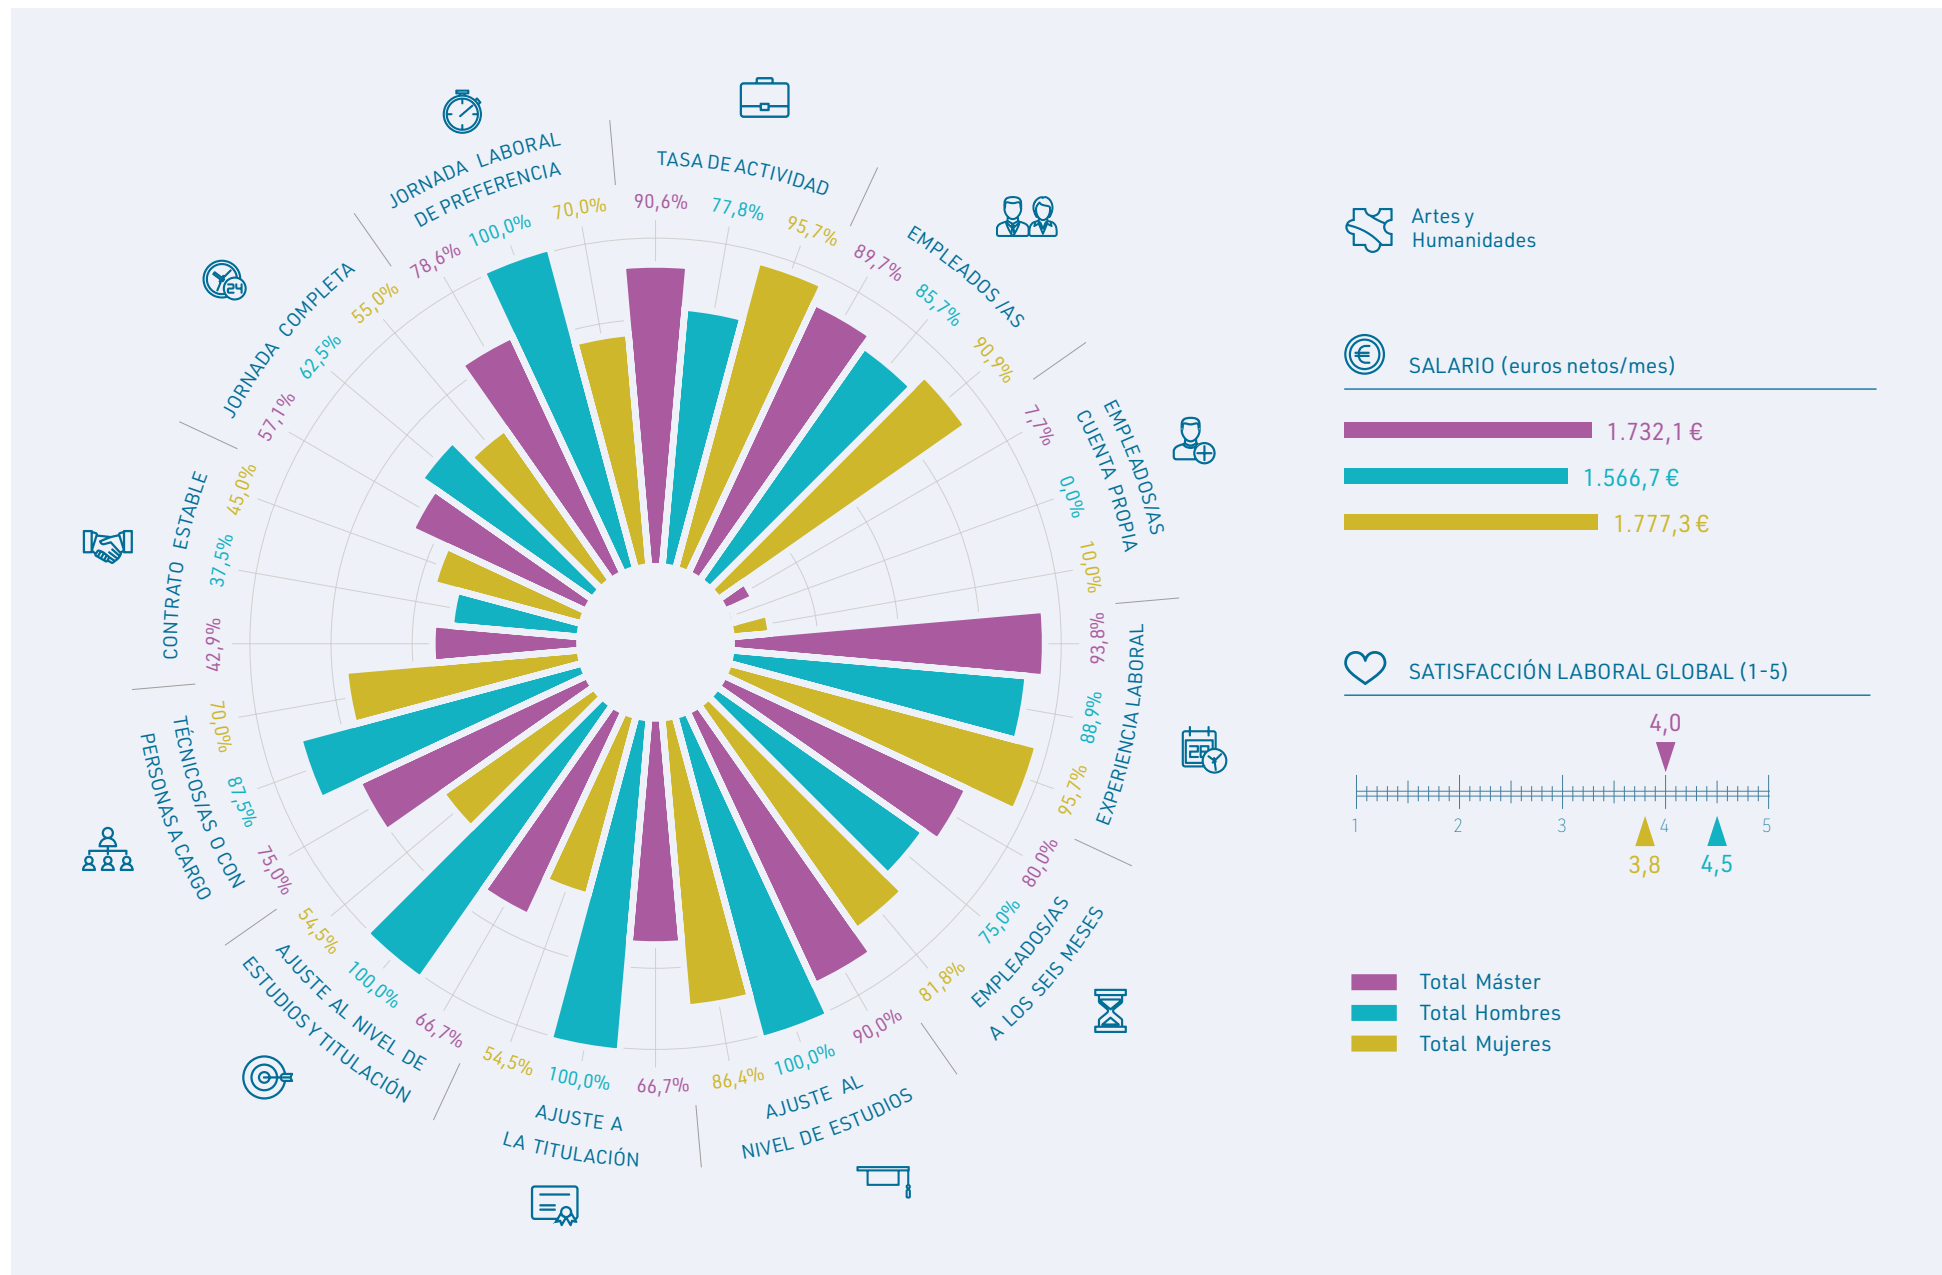 TASA DE ACTIVIDAD
90,6%
77,8%
95,7%
EMPLEADOS /AS
89,7%
85,7%
90,9%
EMPLEADOS/AS
CUENTA PROPIA
7,7%
0,0%
10,0%
EXPERIENCIA LABORAL
93,8%
88,9%
95,7%
EMPLEADOS/AS
A LOS SEIS MESES
80,0%
75,0%
81,8%
AJUSTE AL
NIVEL DE ESTUDIOS
90,0%
100,0%
86,4%
AJUSTE A
LA TITULACIÓN
66,7%
100,0%
54,5%
AJUSTE AL NIVEL DE
ESTUDIOS Y TITULACIÓN
66,7%
100,0%
54,5%
TÉCNICOS/AS O CON
PERSONAS A CARGO
75,0%
87,5%
70,0%
CONTRATO ESTABLE
42,9%
37,5%
45,0%
JORNADA COMPLETA
57,1%
62,5%
55,0%
JORNADA LABORAL
DE PREFERENCIA
78,6%
100,0%
70,0%
24
20
Artes y
Humanidades
€
SALARIO (euros netos/mes)
1.732,1 €
1.566,7 €
1.777,3 €
SATISFACCIÓN LABORAL GLOBAL (1-5)
4,0
1 2 3 4 5
3,8 4,5
Total Máster
Total Hombres
Total Mujeres